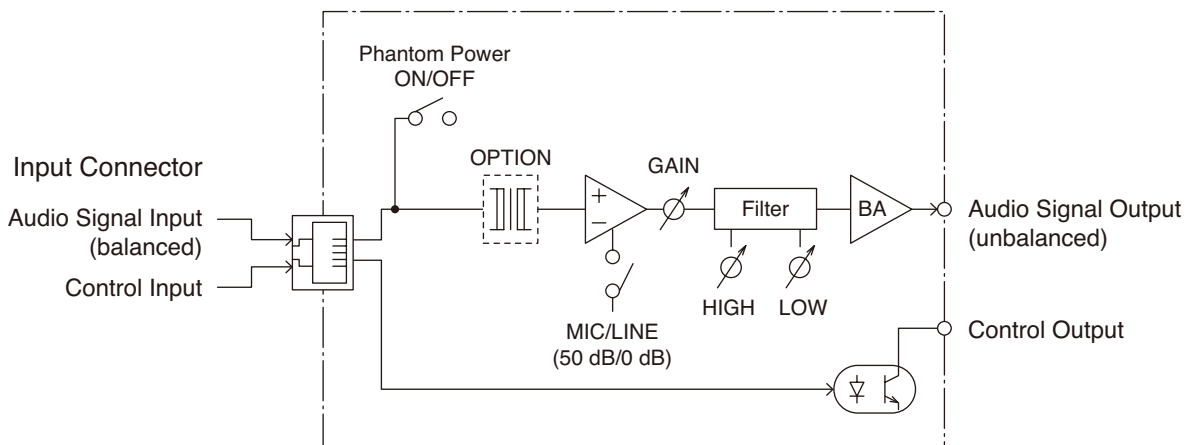 Phantom Power
ON/OFF
Input Connector
OPTION
GAIN
Audio Signal Input
(balanced)
+
−
Filter
BA
Audio Signal Output
(unbalanced)
Control Input
HIGH
LOW
MIC/LINE
(50 dB/0 dB)
Control Output